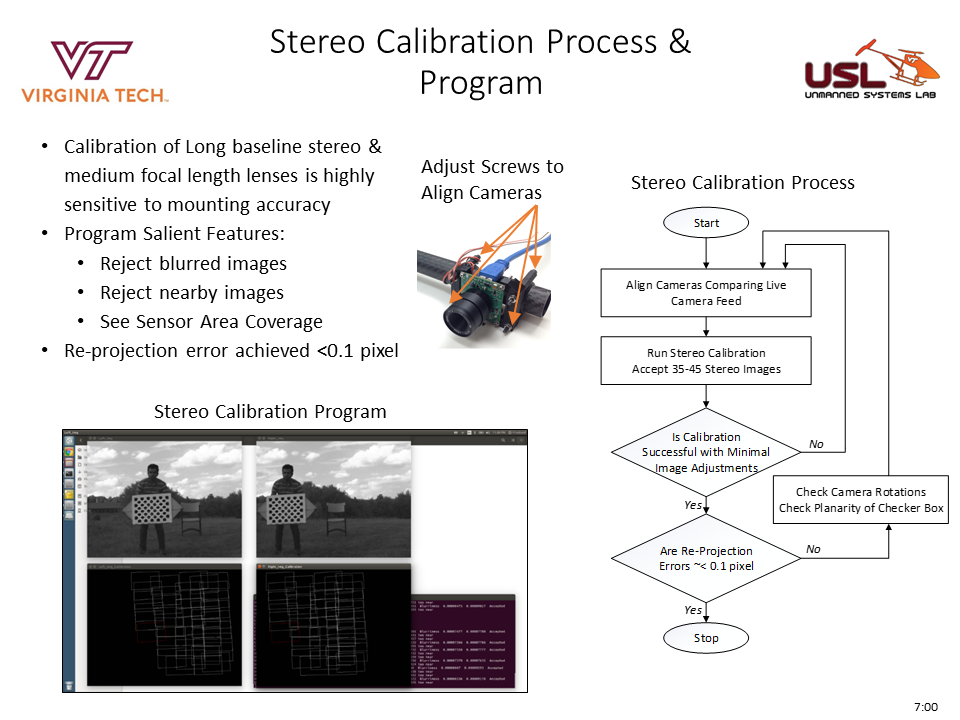 Stereo Calibration Process &
Program
VT
VIRGINIA TECH™
USL
UNMANNED SYSTEMS LAB
• Calibration of Long baseline stereo &
medium focal length lenses is highly
sensitive to mounting accuracy
• Program Salient Features:
• Reject blurred images
• Reject nearby images
• See Sensor Area Coverage
• Re-projection error achieved <0.1 pixel
Adjust Screws to
Align Cameras
Stereo Calibration Program
Stereo Calibration Process
Start
Align Cameras Comparing Live
Camera Feed
Run Stereo Calibration
Accept 35-45 Stereo Images
Is Calibration
Successful with Minimal
Image Adjustments
No
Yes
Check Camera Rotations
Check Planarity of Checker Box
Are Re-Projection
Errors ~< 0.1 pixel
No
Yes
Stop
7:00